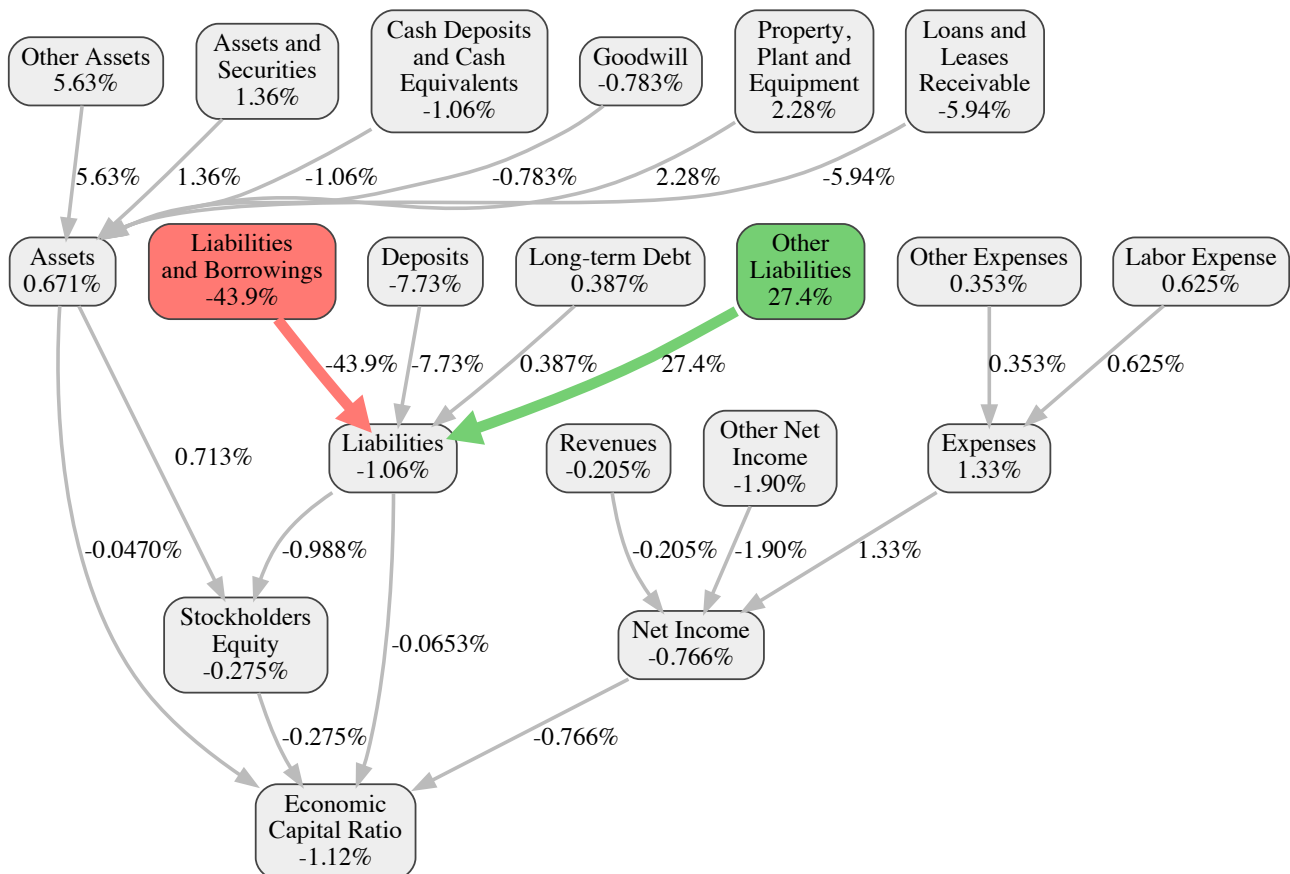 Other Assets
5.63%
Assets and
Securities
1.36%
Cash Deposits
and Cash
Equivalents
-1.06%
Goodwill
-0.783%
Property,
Plant and
Equipment
2.28%
Loans and
Leases
Receivable
-5.94%
5.63%
1.36%
-1.06%
-0.783%
2.28%
-5.94%
Assets
0.671%
Liabilities
and Borrowings
-43.9%
Deposits
-7.73%
Long-term Debt
0.387%
Other
Liabilities
27.4%
Other Expenses
0.353%
Labor Expense
0.625%
-43.9%
-7.73%
0.387%
27.4%
0.353%
0.625%
Liabilities
-1.06%
Revenues
-0.205%
Other Net
Income
-1.90%
Expenses
1.33%
0.713%
-0.0470%
-0.988%
-0.205%
-1.90%
1.33%
Stockholders
Equity
-0.275%
-0.0653%
Net Income
-0.766%
-0.275%
-0.766%
Economic
Capital Ratio
-1.12%